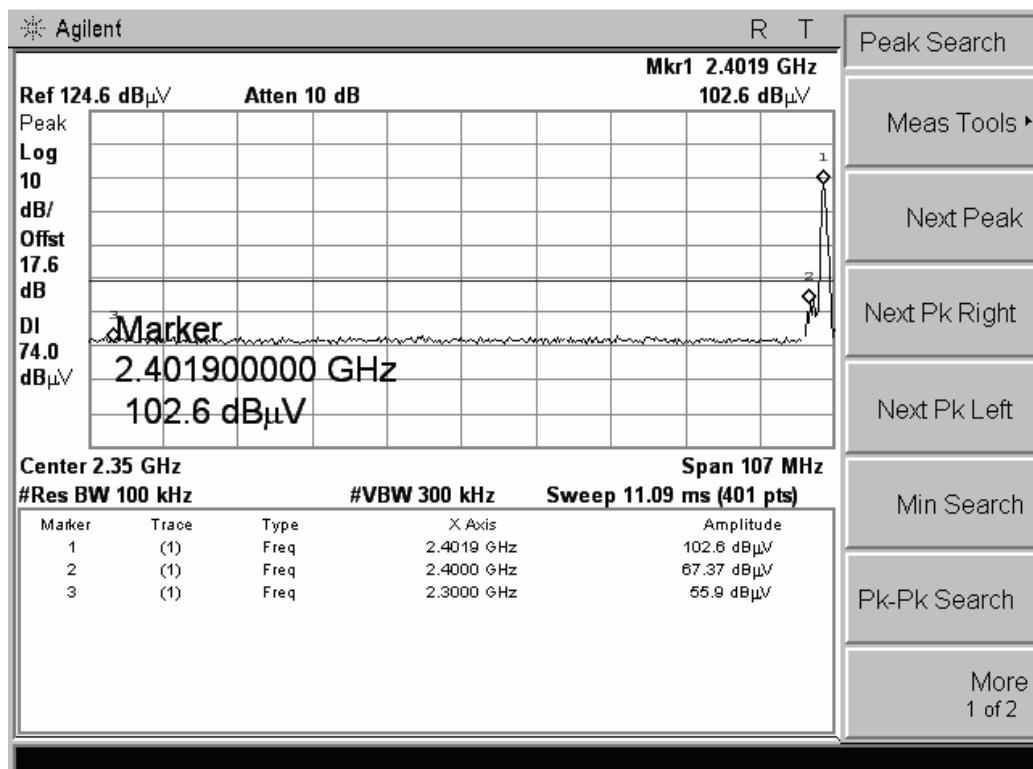 Agilent R T
Mkr1 2.4019 GHz
Ref 124.6 dBµV Atten 10 dB 102.6 dBµV
Peak
Log
10
dB/
Offst
17.6
dB
DI
74.0
dBµV
1
2
3
Marker
2.401900000 GHz
102.6 dBµV
Center 2.35 GHz Span 107 MHz
#Res BW 100 kHz #VBW 300 kHz Sweep 11.09 ms (401 pts)
Marker Trace Type X Axis Amplitude
1 (1) Freq 2.4019 GHz 102.6 dBµV
2 (1) Freq 2.4000 GHz 67.37 dBµV
3 (1) Freq 2.3000 GHz 55.9 dBµV
Peak Search
Meas Tools
Next Peak
Next Pk Right
Next Pk Left
Min Search
Pk-Pk Search
More
1 of 2